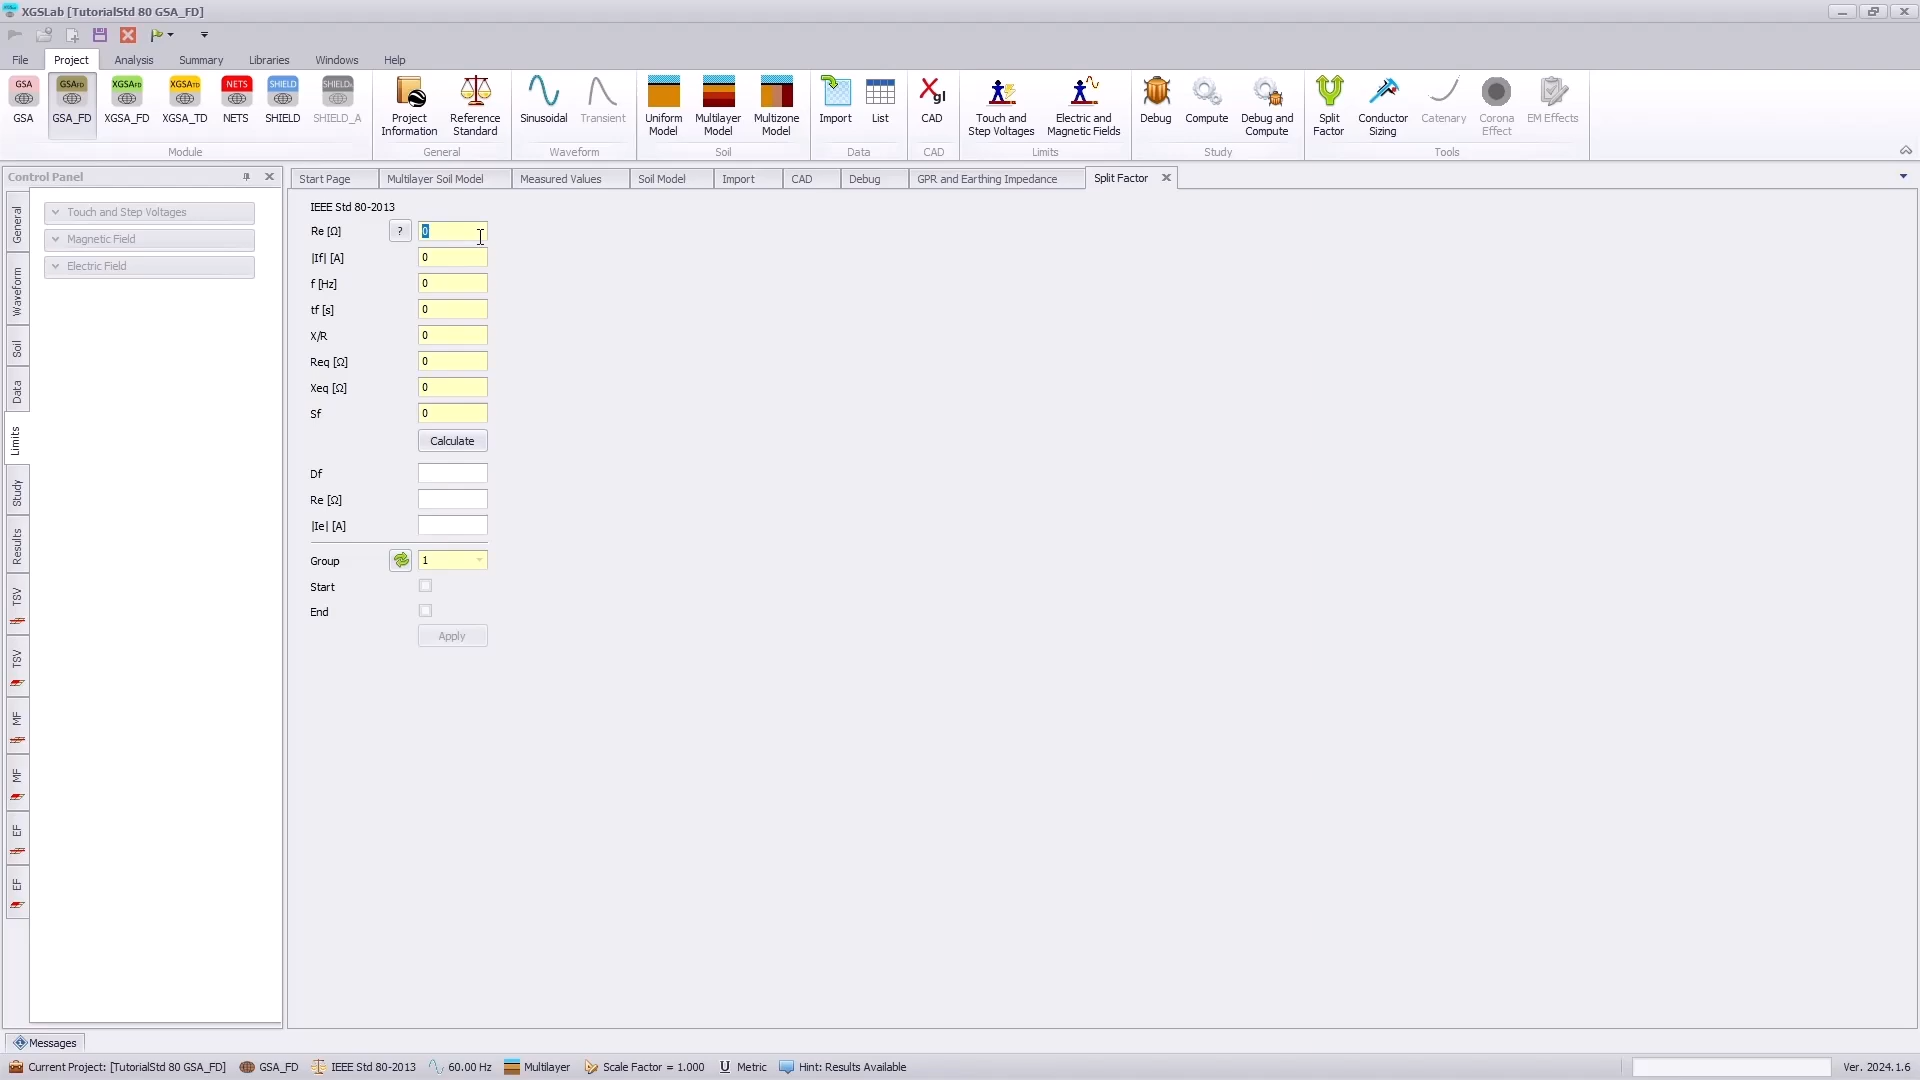 XGSLab [TutorialStd 80 GSA_FD]
File Project Analysis Summary Libraries Windows Help
GSA GSAFD XGSAFD XGSATD NETS SHIELD SHIELDA
GSA GSA_FD XGSA_FD XGSA_TD NETS SHIELD SHIELD_A
Module
Project Information Reference Standard
General
Sinusoidal Transient
Waveform
Uniform Model Multilayer Model Multizone Model
Soil
Import List
Data
Xgl
CAD
CAD
Touch and Step Voltages Electric and Magnetic Fields
Limits
Debug Compute Debug and Compute
Study
Split Factor Conductor Sizing Catenary Corona Effect EM Effects
Tools
Control Panel
Start Page Multilayer Soil Model Measured Values Soil Model Import CAD Debug GPR and Earthing Impedance Split Factor
General
Waveform
Soil
Data
Limits
Study
Results
TSV
TSV
MF
MF
EF
EF
Touch and Step Voltages
Magnetic Field
Electric Field
IEEE Std 80-2013
Re [Ω] ? 0
|If| [A] 0
f [Hz] 0
tf [s] 0
X/R 0
Req [Ω] 0
Xeq [Ω] 0
Sf 0
Calculate
Df
Re [Ω]
|Ie| [A]
Group 1
Start
End
Apply
Messages
Current Project: [TutorialStd 80 GSA_FD] GSA_FD IEEE Std 80-2013 60.00 Hz Multilayer Scale Factor = 1.000 U Metric Hint: Results Available Ver. 2024.1.6